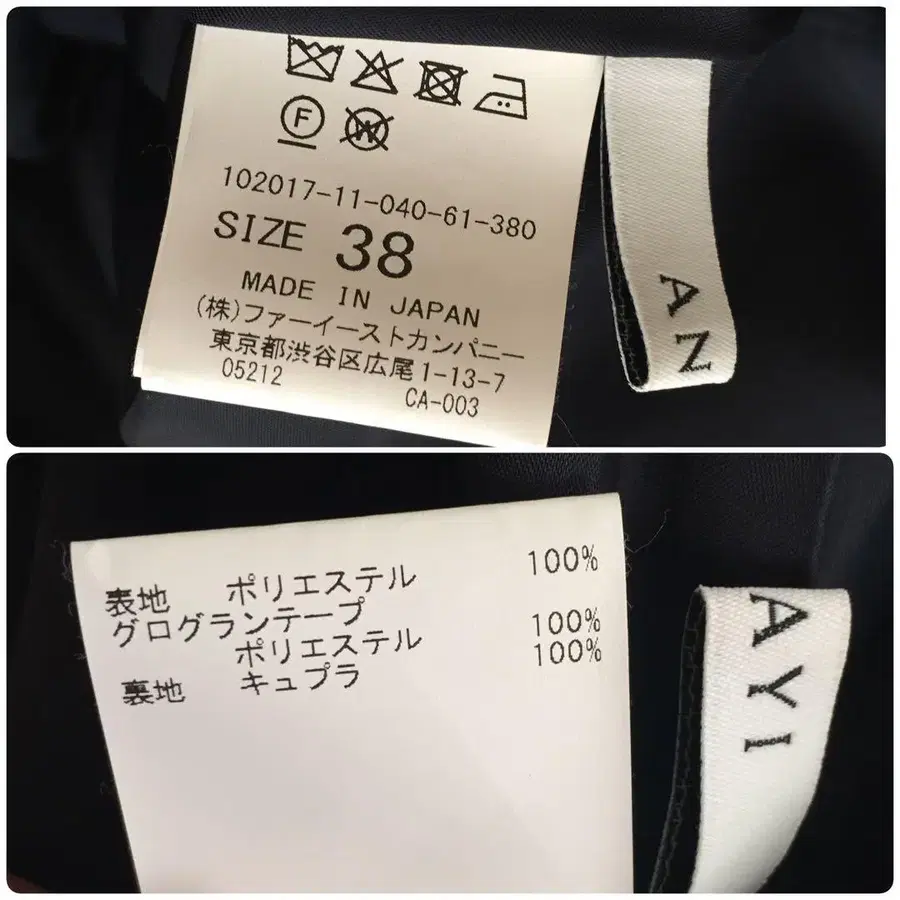 F
W
102017-11-040-61-380
SIZE 38
MADE IN JAPAN
(株)ファーイーストカンパニー
東京都渋谷区広尾1-13-7
05212 CA-003
AN
表地 ポリエステル 100%
グログランテープ
ポリエステル 100%
裏地 キュプラ 100%
AYI